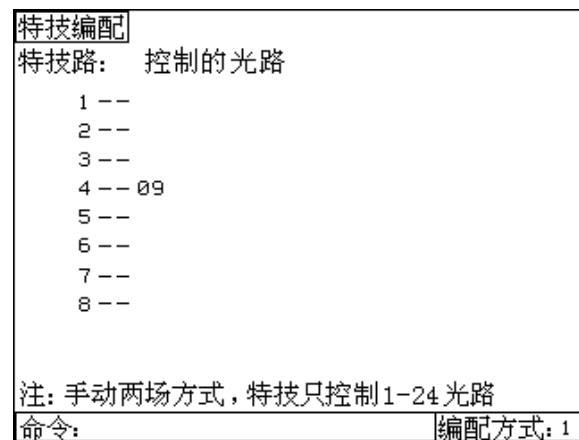 特技编配
特技路: 控制的光路
1 --
2 --
3 --
4 -- 09
5 --
6 --
7 --
8 --
注: 手动两场方式,特技只控制1-24光路
命令: 编配方式: 1